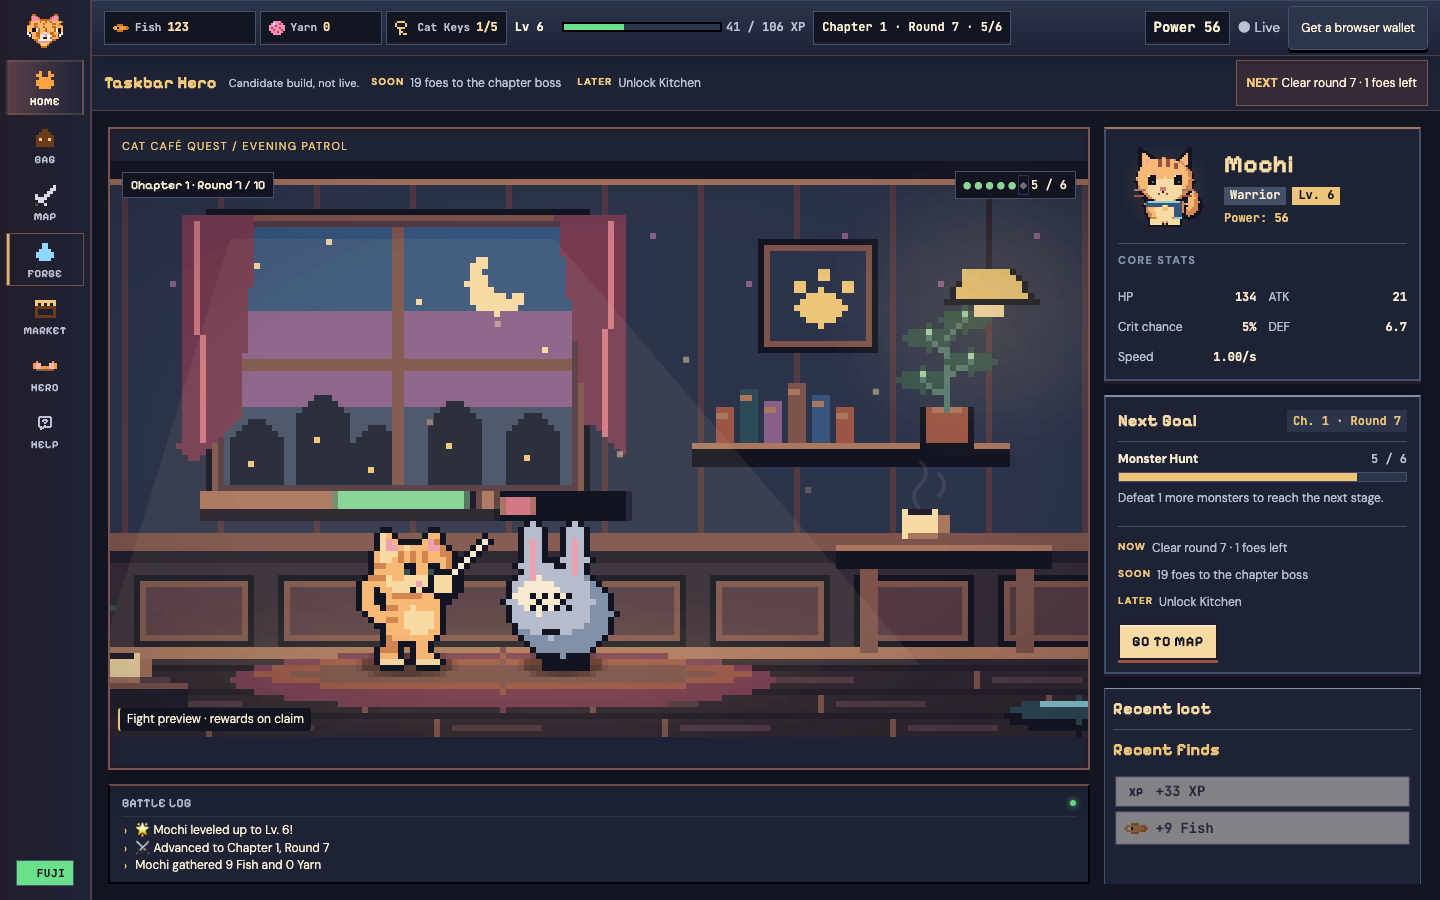 Fish 123
Yarn 0
Cat Keys 1/5
Lv 6
41 / 106 XP
Chapter 1 · Round 7 · 5/6
Power 56
Live
Get a browser wallet
Taskbar Hero
Candidate build, not live.
SOON 19 foes to the chapter boss
LATER Unlock Kitchen
NEXT Clear round 7 · 1 foes left
HOME
BAG
MAP
FORGE
MARKET
HERO
HELP
FUJI
CAT CAFÉ QUEST / EVENING PATROL
Chapter 1 · Round 7 / 10
5 / 6
Fight preview · rewards on claim
BATTLE LOG
› 🌟 Mochi leveled up to Lv. 6!
› ⚔️ Advanced to Chapter 1, Round 7
› Mochi gathered 9 Fish and 0 Yarn
Mochi
Warrior Lv. 6
Power: 56
CORE STATS
HP 134 ATK 21
Crit chance 5% DEF 6.7
Speed 1.00/s
Next Goal
Ch. 1 · Round 7
Monster Hunt 5 / 6
Defeat 1 more monsters to reach the next stage.
NOW Clear round 7 · 1 foes left
SOON 19 foes to the chapter boss
LATER Unlock Kitchen
GO TO MAP
Recent loot
Recent finds
XP +33 XP
+9 Fish